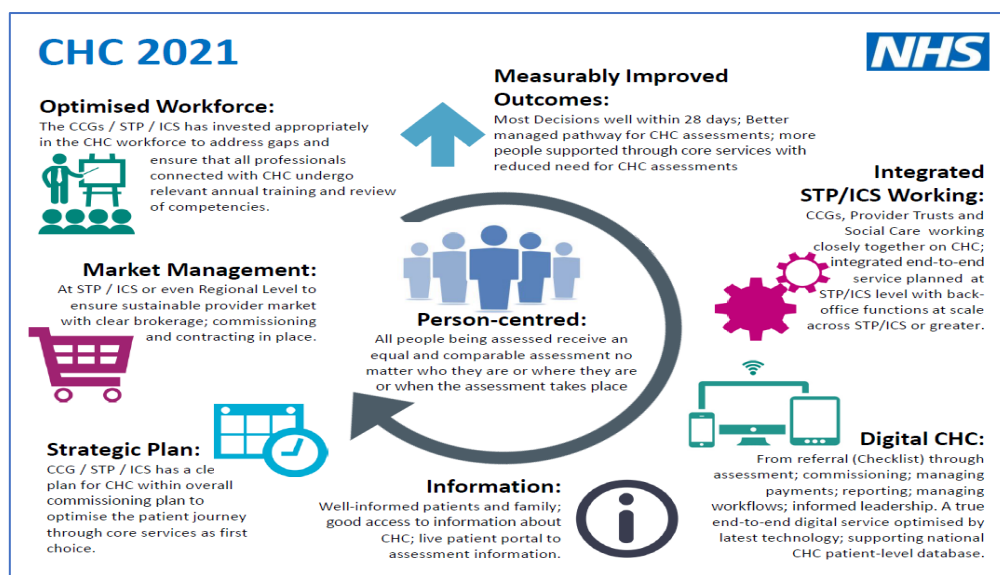 CHC 2021
NHS
Optimised Workforce:
The CCGs / STP / ICS has invested appropriately
in the CHC workforce to address gaps and
ensure that all professionals
connected with CHC undergo
relevant annual training and review
of competencies.
Measurably Improved
Outcomes:
Most Decisions well within 28 days; Better
managed pathway for CHC assessments; more
people supported through core services with
reduced need for CHC assessments
Integrated
STP/ICS Working:
CCGs, Provider Trusts and
Social Care working
closely together on CHC;
integrated end-to-end
service planned at
STP/ICS level with back-
office functions at scale
across STP/ICS or greater.
Market Management:
At STP / ICS or even Regional Level to
ensure sustainable provider market
with clear brokerage; commissioning
and contracting in place.
Person-centred:
All people being assessed receive an
equal and comparable assessment no
matter who they are or where they are
or when the assessment takes place
Strategic Plan:
CCG / STP / ICS has a cle
plan for CHC within overall
commissioning plan to
optimise the patient journey
through core services as first
choice.
Information:
Well-informed patients and family;
good access to information about
CHC; live patient portal to
assessment information.
Digital CHC:
From referral (Checklist) through
assessment; commissioning; managing
payments; reporting; managing
workflows; informed leadership. A true
end-to-end digital service optimised by
latest technology; supporting national
CHC patient-level database.